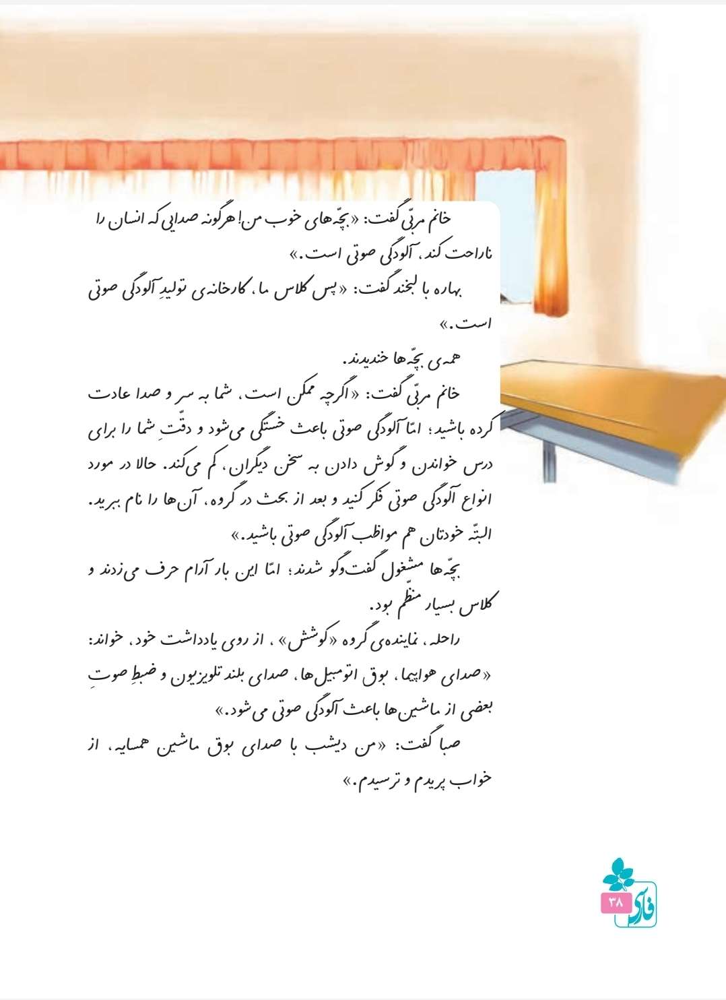 خانم مربّی گفت: «بچّه‌های خوب من! هرگونه صدایی که انسان را
ناراحت کند، آلودگی صوتی است.»
بهاره با لبخند گفت: «پس کلاس ما، کارخانه‌ی تولیدِ آلودگی صوتی
است.»
همه‌ی بچّه‌ها خندیدند.
خانم مربّی گفت: «اگرچه ممکن است، شما به سر و صدا عادت
کرده باشید؛ امّا آلودگی صوتی باعث خستگی می‌شود و دقّتِ شما را برای
درس خواندن و گوش دادن به سخن دیگران، کم می‌کند. حالا در مورد
انواع آلودگی صوتی فکر کنید و بعد از بحث در گروه، آن‌ها را نام ببرید.
البتّه خودتان هم مواظب آلودگی صوتی باشید.»
بچّه‌ها مشغول گفت‌وگو شدند؛ امّا این بار آرام حرف می‌زدند و
کلاس بسیار منظّم بود.
راحله، نماینده‌ی گروه «کوشش»، از روی یادداشت خود، خواند:
«صدای هواپیما، بوق اتومبیل‌ها، صدای بلند تلویزیون و ضبطِ صوتِ
بعضی از ماشین‌ها باعث آلودگی صوتی می‌شود.»
صبا گفت: «من دیشب با صدای بوق ماشین همسایه، از
خواب پریدم و ترسیدم.»
فارسی
۳۸